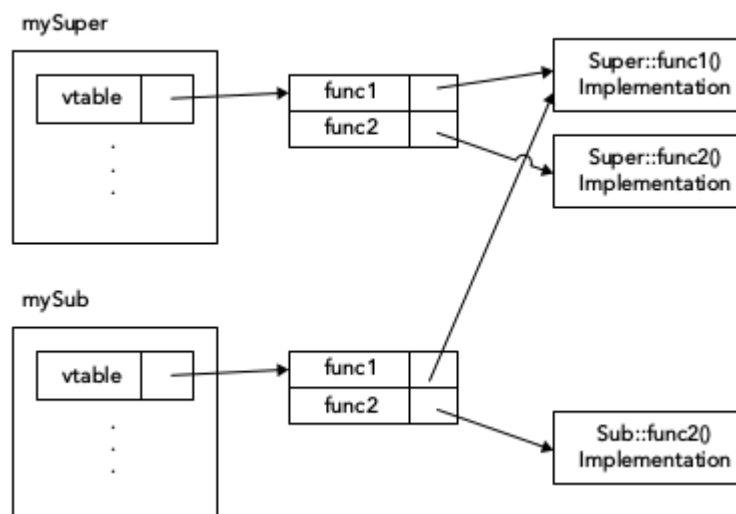 mySuper
vtable
func1
func2
Super::func1()
Implementation
Super::func2()
Implementation
mySub
vtable
func1
func2
Sub::func2()
Implementation